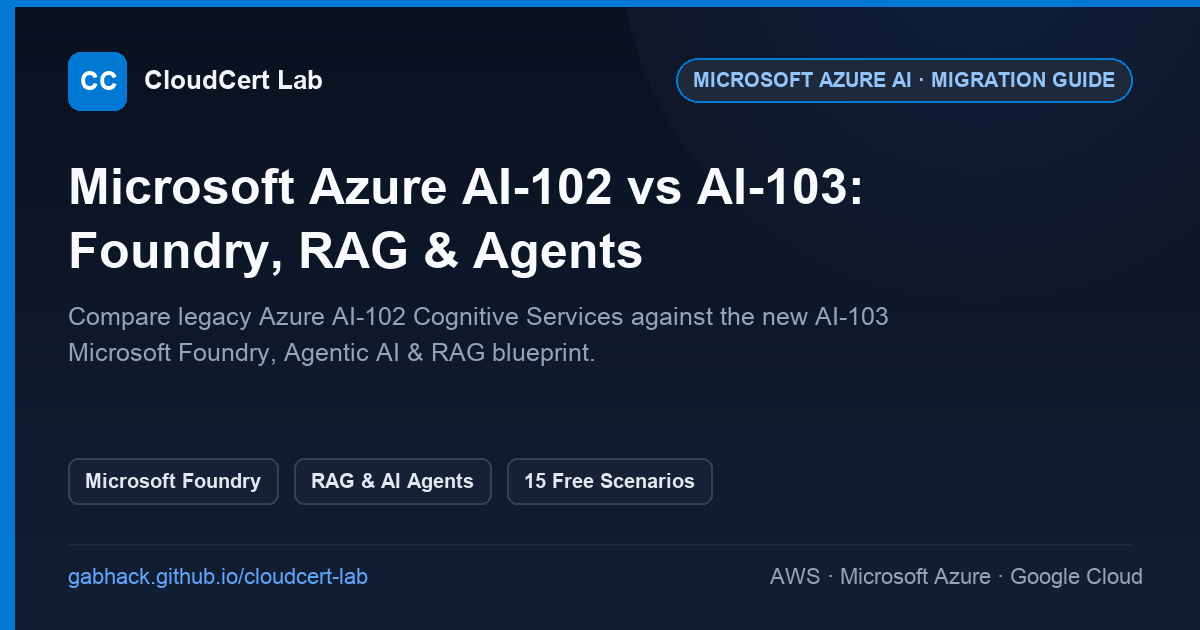 CC
CloudCert Lab
MICROSOFT AZURE AI · MIGRATION GUIDE
Microsoft Azure AI-102 vs AI-103:
Foundry, RAG & Agents
Compare legacy Azure AI-102 Cognitive Services against the new AI-103
Microsoft Foundry, Agentic AI & RAG blueprint.
Microsoft Foundry
RAG & AI Agents
15 Free Scenarios
gabhack.github.io/cloudcert-lab
AWS · Microsoft Azure · Google Cloud